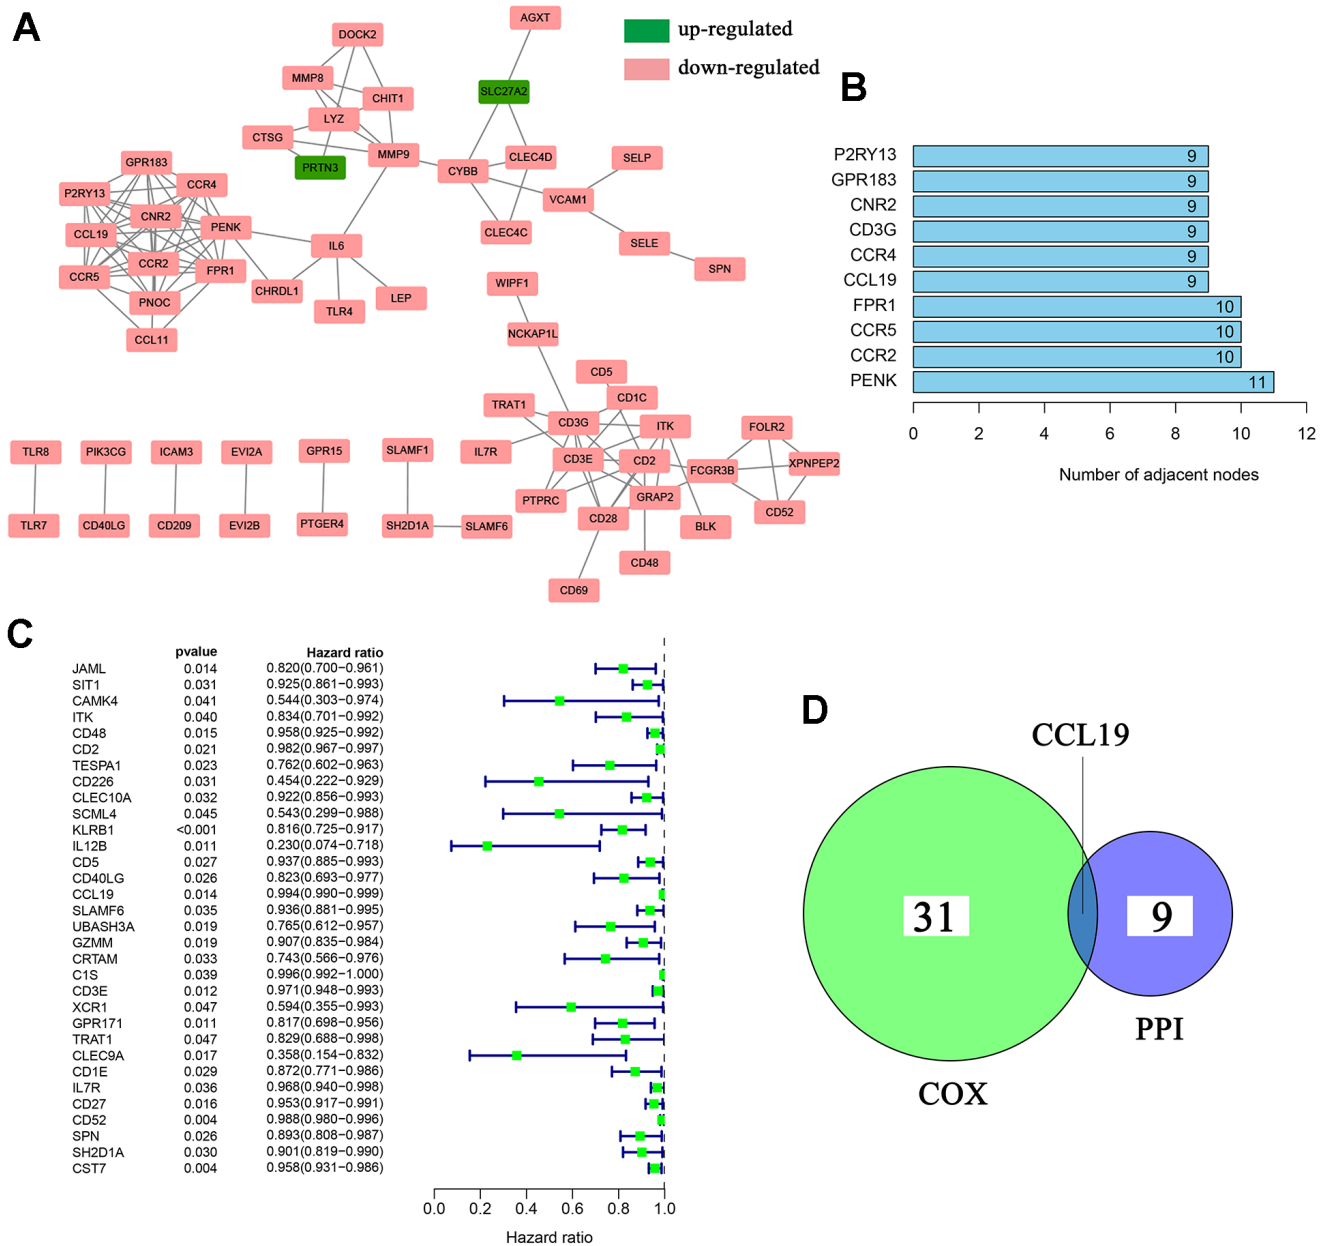 A
up-regulated
down-regulated
AGXT
DOCK2
MMP8
CHIT1
SLC27A2
LYZ
CTSG
PRTN3
MMP9
CYBB
CLEC4D
SELP
VCAM1
CLEC4C
SELE
SPN
GPR183
CCR4
P2RY13
CNR2
PENK
CCL19
CCR2
FPR1
CCR5
PNOC
CCL11
IL6
CHRDL1
TLR4
LEP
WIPF1
NCKAP1L
CD5
CD1C
TRAT1
CD3G
ITK
IL7R
CD3E
CD2
FCGR3B
FOLR2
XPNPEP2
PTPRC
GRAP2
CD28
BLK
CD52
CD48
CD69
TLR8 PIK3CG ICAM3 EVI2A GPR15 SLAMF1
TLR7 CD40LG CD209 EVI2B PTGER4 SH2D1A SLAMF6
B
P2RY13 9
GPR183 9
CNR2 9
CD3G 9
CCR4 9
CCL19 9
FPR1 10
CCR5 10
CCR2 10
PENK 11
0 2 4 6 8 10 12
Number of adjacent nodes
C
pvalue Hazard ratio
JAML 0.014 0.820(0.700−0.961)
SIT1 0.031 0.925(0.861−0.993)
CAMK4 0.041 0.544(0.303−0.974)
ITK 0.040 0.834(0.701−0.992)
CD48 0.015 0.958(0.925−0.992)
CD2 0.021 0.982(0.967−0.997)
TESPA1 0.023 0.762(0.602−0.963)
CD226 0.031 0.454(0.222−0.929)
CLEC10A 0.032 0.922(0.856−0.993)
SCML4 0.045 0.543(0.299−0.988)
KLRB1 <0.001 0.816(0.725−0.917)
IL12B 0.011 0.230(0.074−0.718)
CD5 0.027 0.937(0.885−0.993)
CD40LG 0.026 0.823(0.693−0.977)
CCL19 0.014 0.994(0.990−0.999)
SLAMF6 0.035 0.936(0.881−0.995)
UBASH3A 0.019 0.765(0.612−0.957)
GZMM 0.019 0.907(0.835−0.984)
CRTAM 0.033 0.743(0.566−0.976)
C1S 0.039 0.996(0.992−1.000)
CD3E 0.012 0.971(0.948−0.993)
XCR1 0.047 0.594(0.355−0.993)
GPR171 0.011 0.817(0.698−0.956)
TRAT1 0.047 0.829(0.688−0.998)
CLEC9A 0.017 0.358(0.154−0.832)
CD1E 0.029 0.872(0.771−0.986)
IL7R 0.036 0.968(0.940−0.998)
CD27 0.016 0.953(0.917−0.991)
CD52 0.004 0.988(0.980−0.996)
SPN 0.026 0.893(0.808−0.987)
SH2D1A 0.030 0.901(0.819−0.990)
CST7 0.004 0.958(0.931−0.986)
0.0 0.2 0.4 0.6 0.8 1.0
Hazard ratio
D
CCL19
31
9
PPI
COX